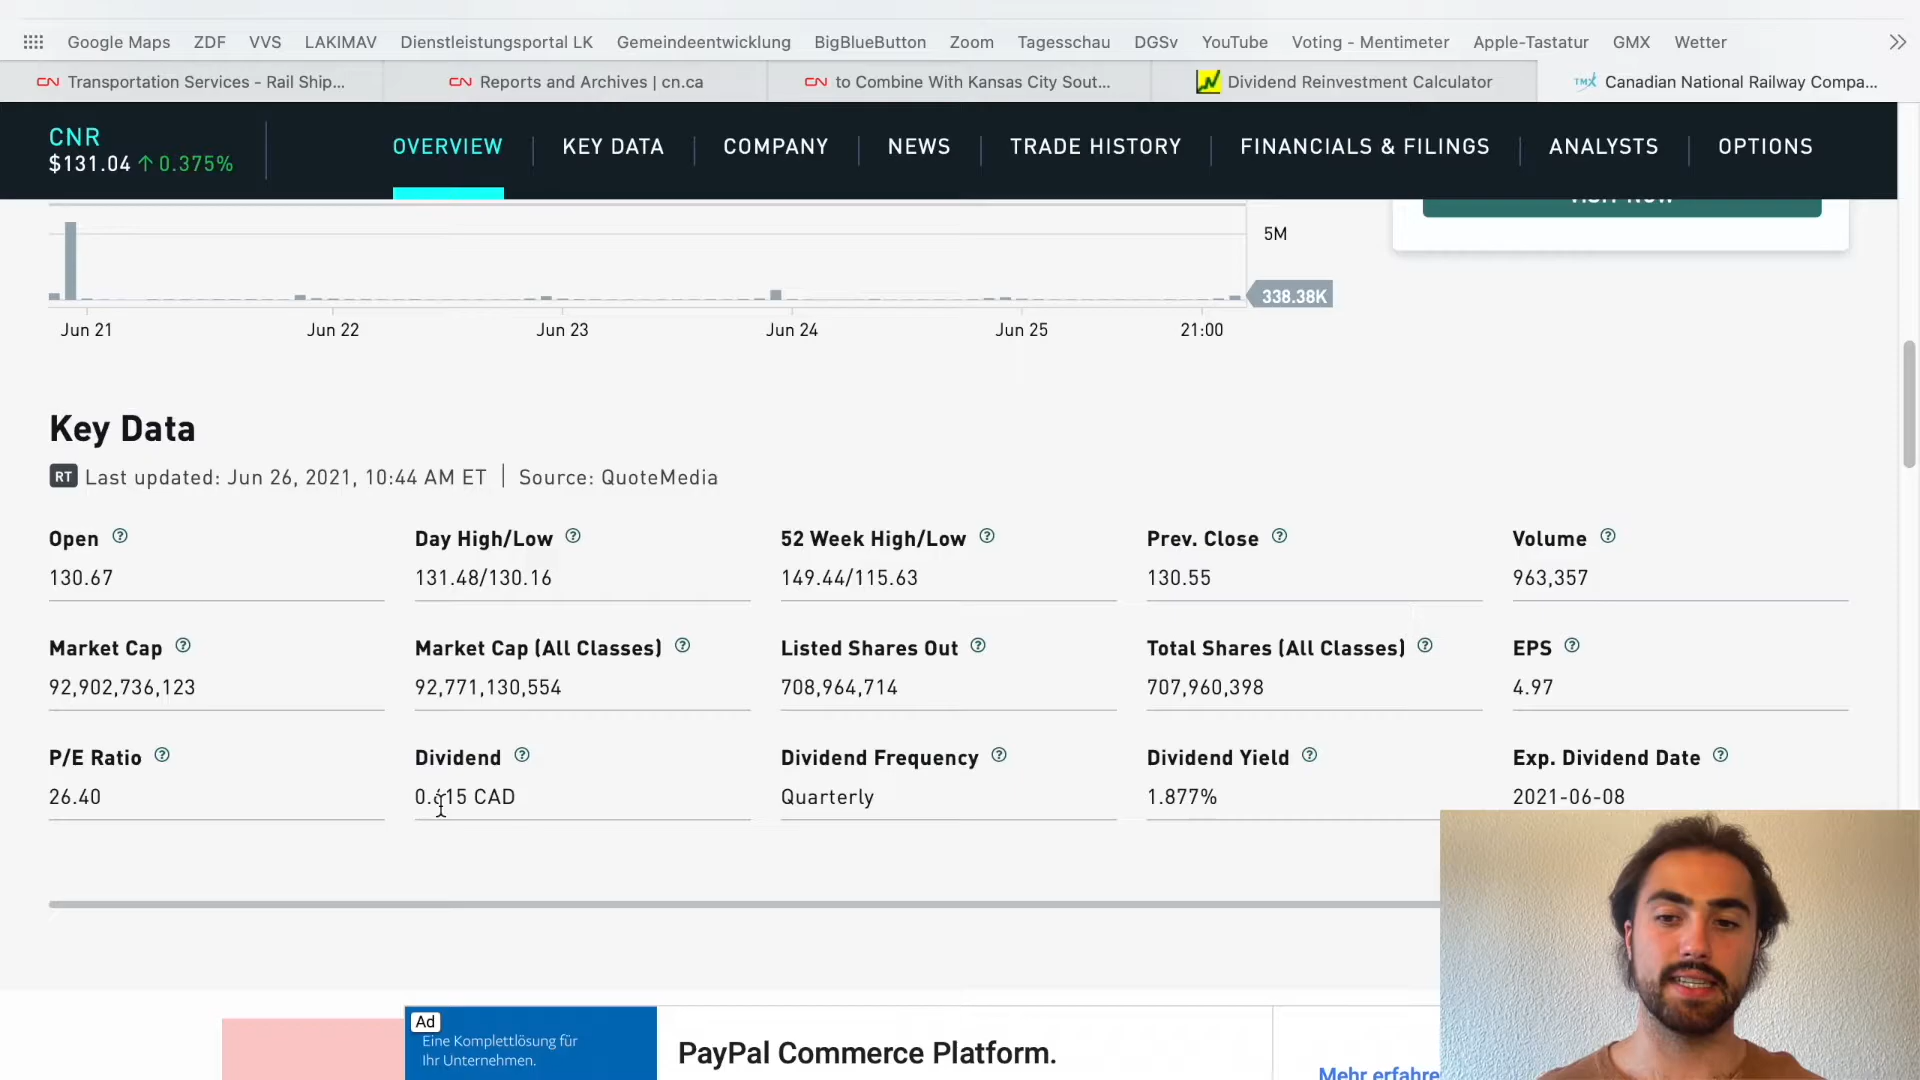 Google Maps ZDF VVS LAKIMAV Dienstleistungsportal LK Gemeindeentwicklung BigBlueButton Zoom Tagesschau DGSv YouTube Voting - Mentimeter Apple-Tastatur GMX Wetter
CN Transportation Services - Rail Ship... CN Reports and Archives | cn.ca CN to Combine With Kansas City Sout... Dividend Reinvestment Calculator TMX Canadian National Railway Compa...
CNR
$131.04 ↑ 0.375%
OVERVIEW KEY DATA COMPANY NEWS TRADE HISTORY FINANCIALS & FILINGS ANALYSTS OPTIONS
5M
338.38K
Jun 21 Jun 22 Jun 23 Jun 24 Jun 25 21:00
Key Data
RT Last updated: Jun 26, 2021, 10:44 AM ET | Source: QuoteMedia
Open Day High/Low 52 Week High/Low Prev. Close Volume
130.67 131.48/130.16 149.44/115.63 130.55 963,357
Market Cap Market Cap (All Classes) Listed Shares Out Total Shares (All Classes) EPS
92,902,736,123 92,771,130,554 708,964,714 707,960,398 4.97
P/E Ratio Dividend Dividend Frequency Dividend Yield Exp. Dividend Date
26.40 CAD Quarterly 1.877% 2021-06-08
Ad
Eine Komplettlösung für
Ihr Unternehmen.
PayPal Commerce Platform.
Mehr erfahre